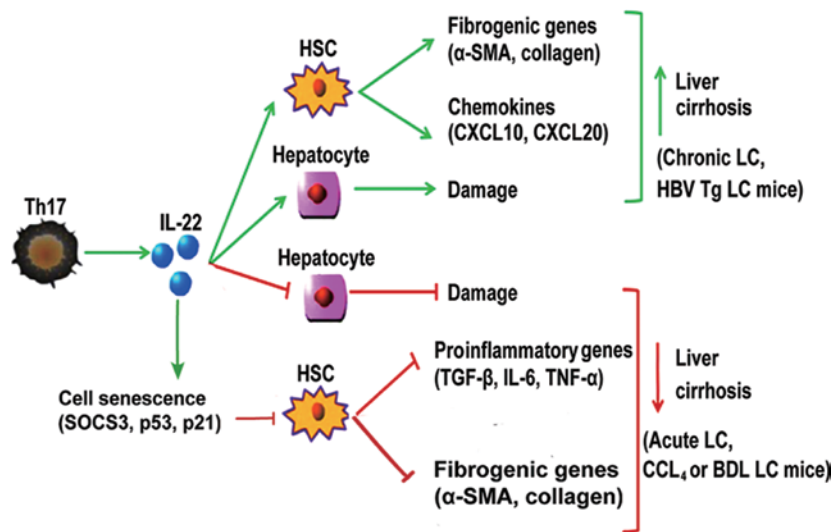 HSC
Fibrogenic genes
(α-SMA, collagen)
Chemokines
(CXCL10, CXCL20)
Liver
cirrhosis
(Chronic LC,
HBV Tg LC mice)
Hepatocyte
Damage
Th17
IL-22
Hepatocyte
Damage
Cell senescence
(SOCS3, p53, p21)
HSC
Proinflammatory genes
(TGF-β, IL-6, TNF-α)
Fibrogenic genes
(α-SMA, collagen)
Liver
cirrhosis
(Acute LC,
CCL₄ or BDL LC mice)